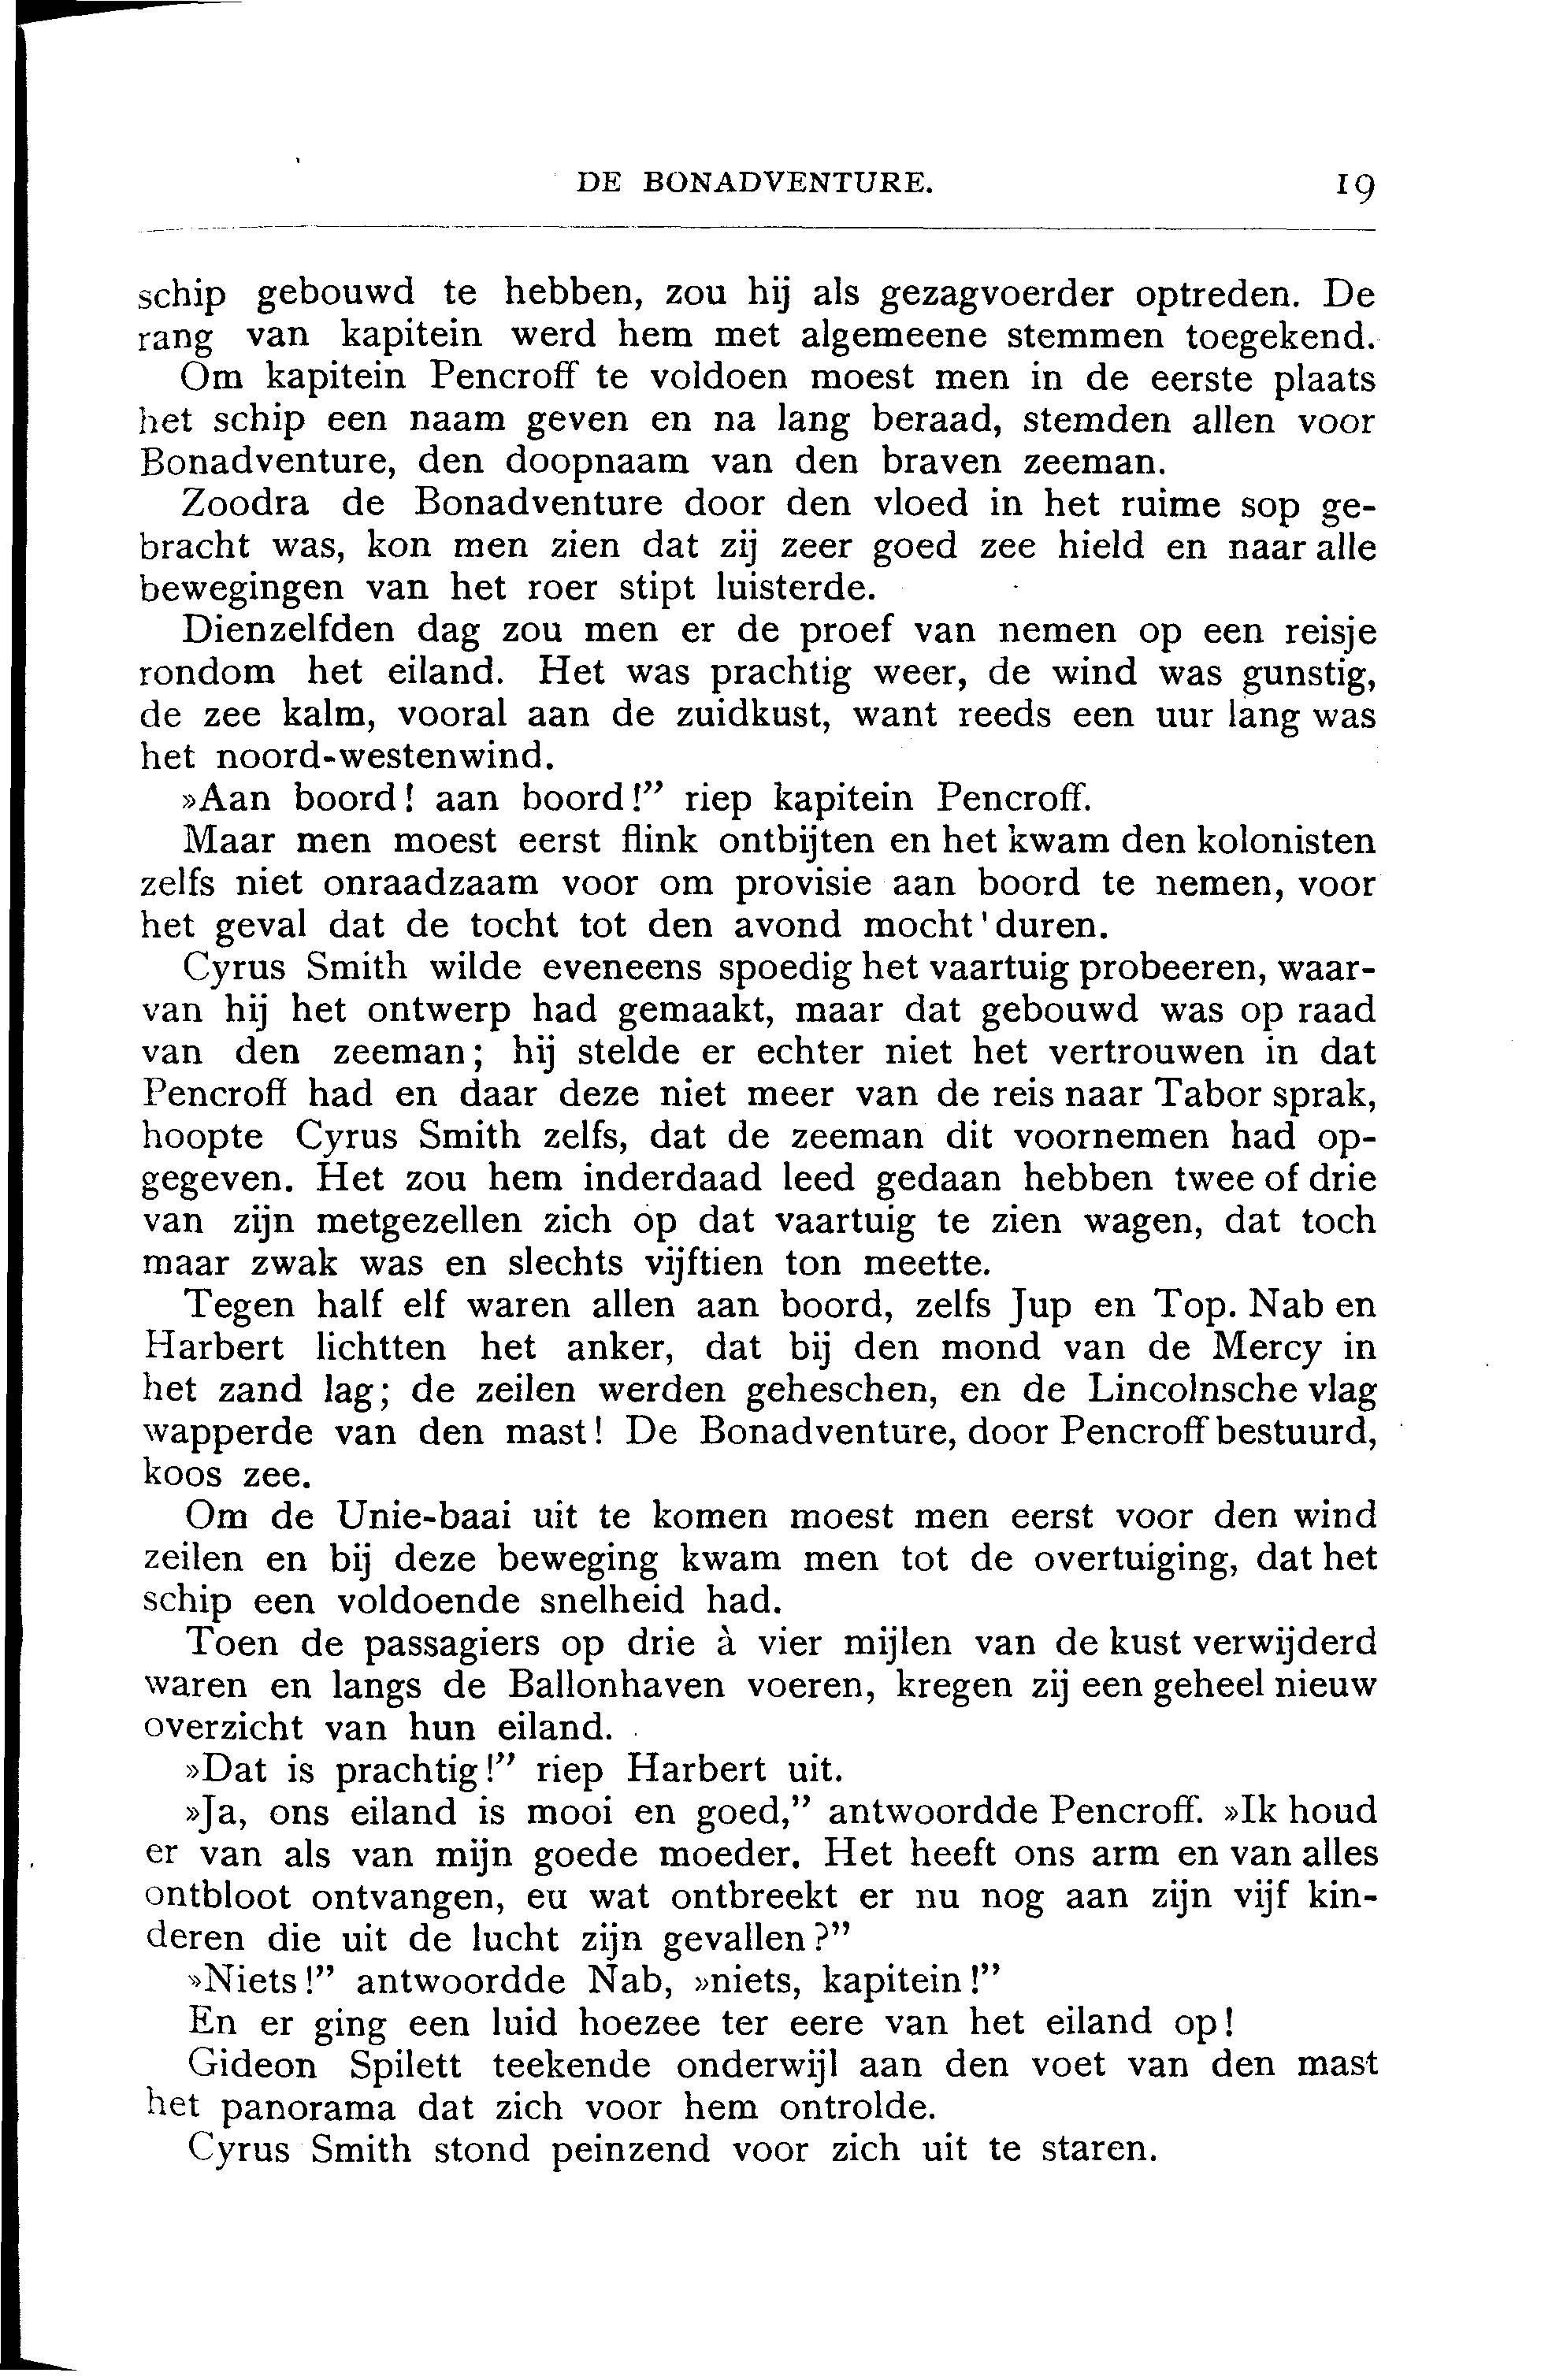 DE BONADVENTURE. 19
schip gebouwd te hebben, zou hij als gezagvoerder optreden. De
rang van kapitein werd hem met algemeene stemmen toegekend.
Om kapitein Pencroff te voldoen moest men in de eerste plaats
het schip een naam geven en na lang beraad, stemden allen voor
Bonadventure, den doopnaam van den braven zeeman.
Zoodra de Bonadventure door den vloed in het ruime sop ge-
bracht was, kon men zien dat zij zeer goed zee hield en naar alle
bewegingen van het roer stipt luisterde.
Dienzelfden dag zou men er de proef van nemen op een reisje
rondom het eiland. Het was prachtig weer, de wind was gunstig,
de zee kalm, vooral aan de zuidkust, want reeds een uur lang was
het noord-westenwind.
»Aan boord! aan boord!” riep kapitein Pencroff.
Maar men moest eerst flink ontbijten en het kwam den kolonisten
zelfs niet onraadzaam voor om provisie aan boord te nemen, voor
het geval dat de tocht tot den avond mocht duren.
Cyrus Smith wilde eveneens spoedig het vaartuig probeeren, waar-
van hij het ontwerp had gemaakt, maar dat gebouwd was op raad
van den zeeman; hij stelde er echter niet het vertrouwen in dat
Pencroff had en daar deze niet meer van de reis naar Tabor sprak,
hoopte Cyrus Smith zelfs, dat de zeeman dit voornemen had op-
gegeven. Het zou hem inderdaad leed gedaan hebben twee of drie
van zijn metgezellen zich op dat vaartuig te zien wagen, dat toch
maar zwak was en slechts vijftien ton meette.
Tegen half elf waren allen aan boord, zelfs Jup en Top. Nab en
Harbert lichtten het anker, dat bij den mond van de Mercy in
het zand lag; de zeilen werden geheschen, en de Lincolnsche vlag
wapperde van den mast! De Bonadventure, door Pencroff bestuurd,
koos zee.
Om de Unie-baai uit te komen moest men eerst voor den wind
zeilen en bij deze beweging kwam men tot de overtuiging, dat het
schip een voldoende snelheid had.
Toen de passagiers op drie à vier mijlen van de kust verwijderd
waren en langs de Ballonhaven voeren, kregen zij een geheel nieuw
overzicht van hun eiland.
»Dat is prachtig!” riep Harbert uit.
»Ja, ons eiland is mooi en goed,” antwoordde Pencroff. »Ik houd
er van als van mijn goede moeder. Het heeft ons arm en van alles
ontbloot ontvangen, eu wat ontbreekt er nu nog aan zijn vijf kin-
deren die uit de lucht zijn gevallen?”
»Niets!” antwoordde Nab, »niets, kapitein!”
En er ging een luid hoezee ter eere van het eiland op!
Gideon Spilett teekende onderwijl aan den voet van den mast
het panorama dat zich voor hem ontrolde.
Cyrus Smith stond peinzend voor zich uit te staren.